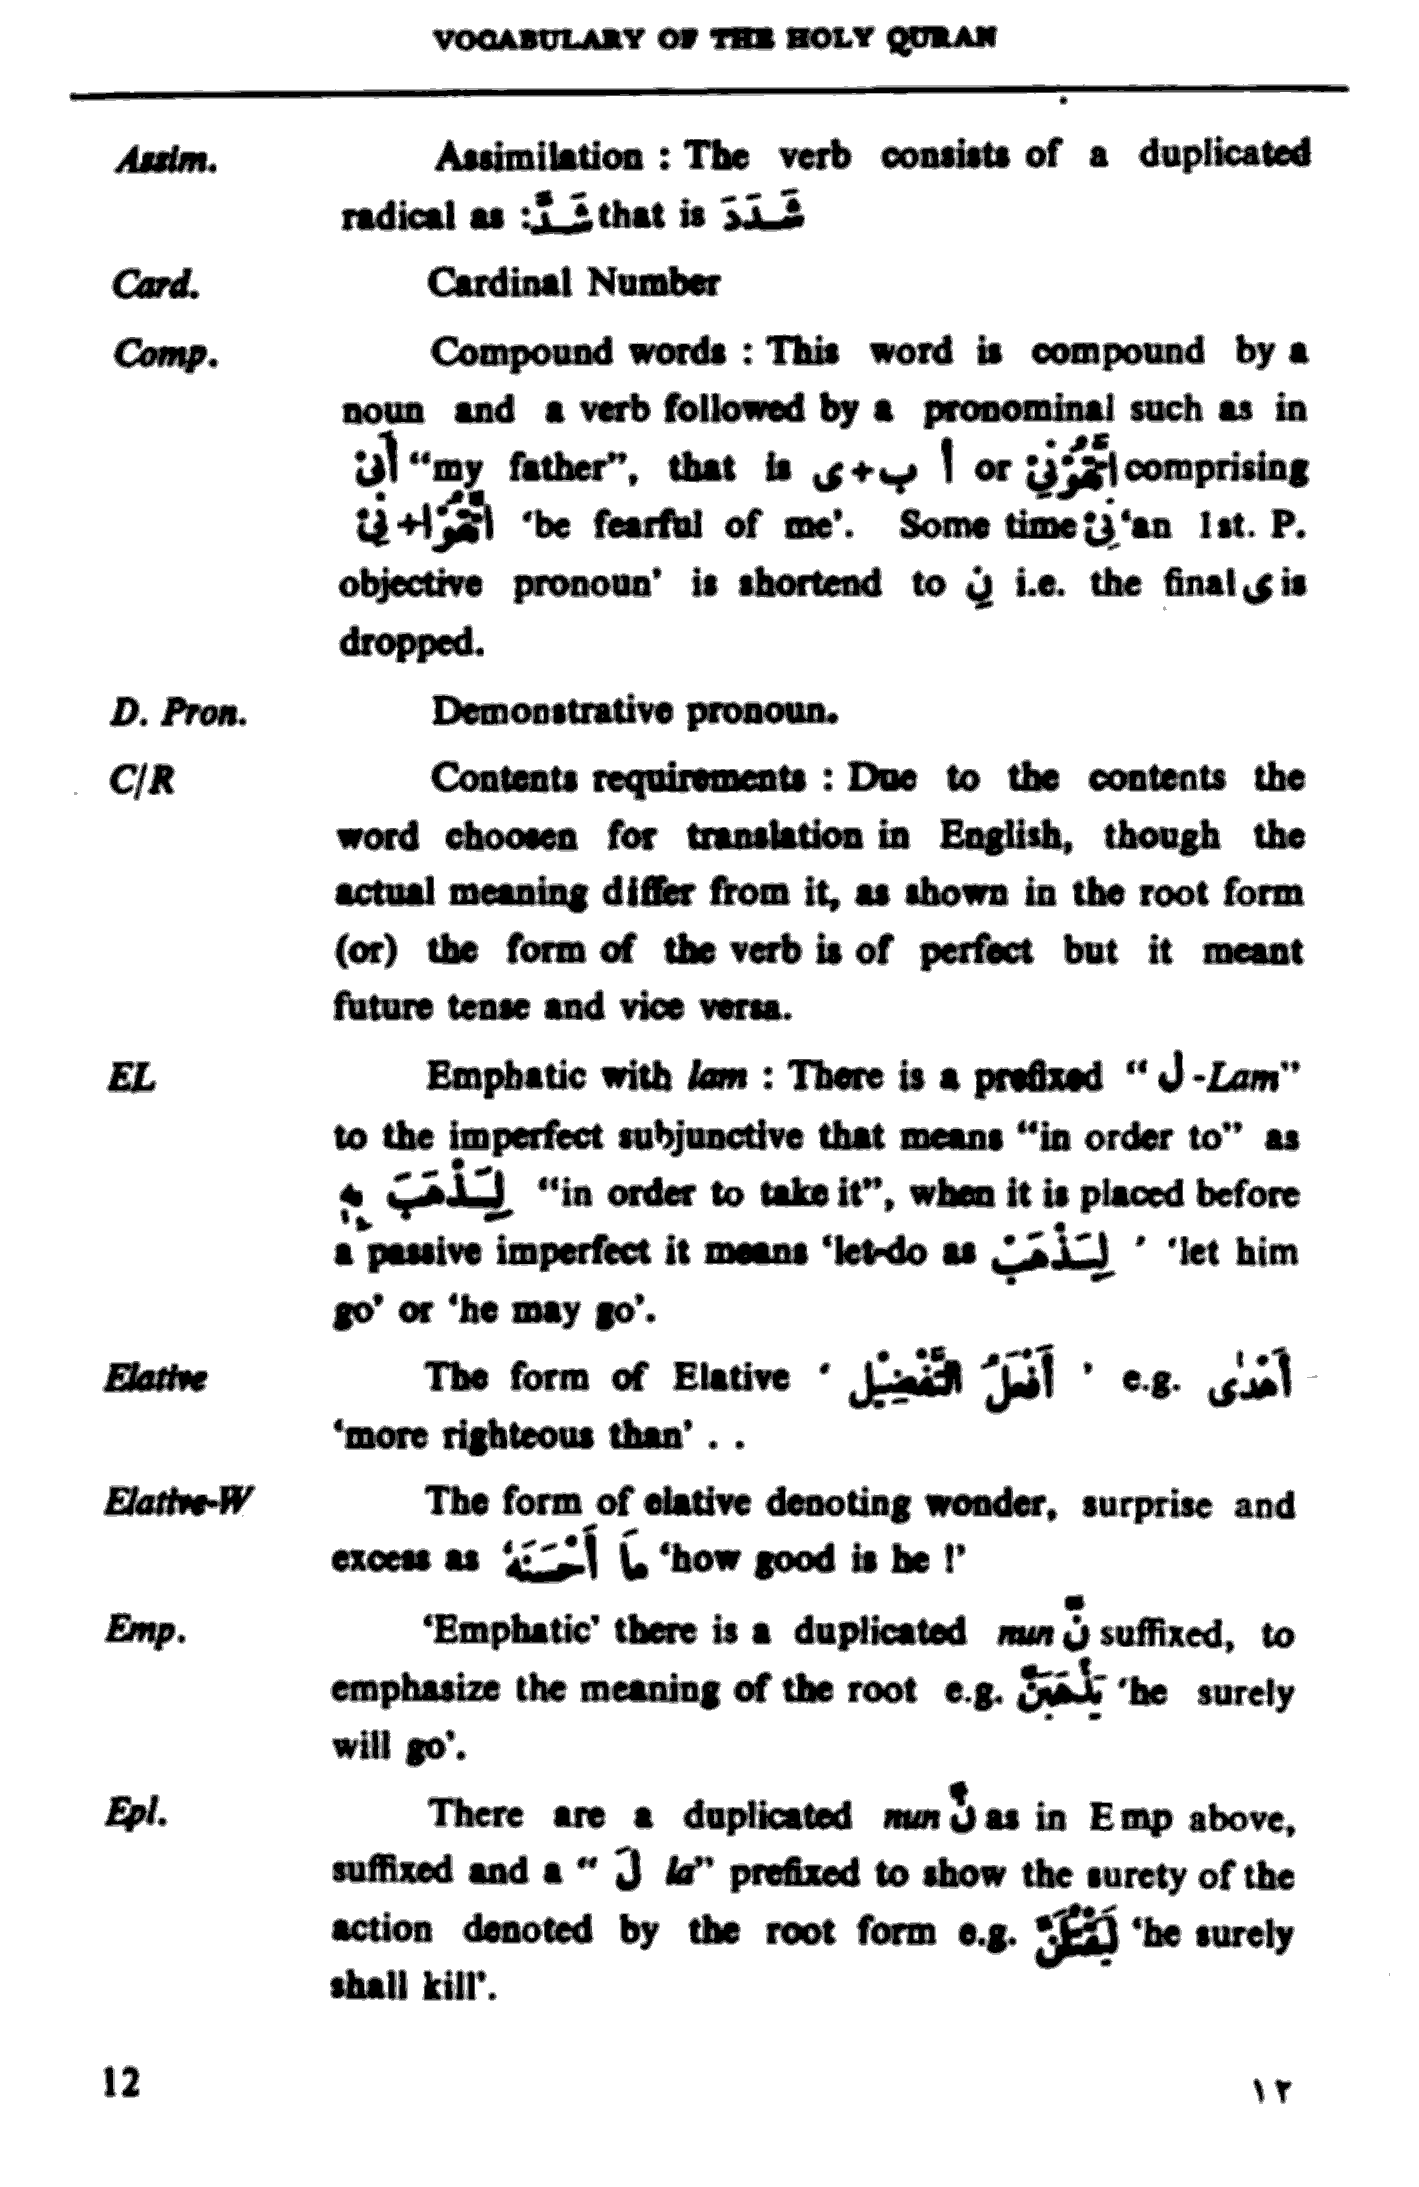 VOCABULARY OF THE HOLY QURAN
Assim. Assimilation : The verb consists of a duplicated
radical as :شَدَّ that is شَدَدَ
Card. Cardinal Number
Comp. Compound words : This word is compound by a
noun and a verb followed by a pronominal such as in
“my father”, that is أ ب+ى or comprising
‘be fearful of me’. Some time نِيْ ‘an 1st. P.
objective pronoun’ is shortend to نِ i.e. the final ى is
dropped.
D. Pron. Demonstrative pronoun.
C/R Contents requirements : Due to the contents the
word choosen for translation in English, though the
actual meaning differ from it, as shown in the root form
(or) the form of the verb is of perfect but it meant
future tense and vice versa.
EL Emphatic with lam : There is a prefixed “ ل -Lam”
to the imperfect subjunctive that means “in order to” as
لِيَذْهَبَ بِهٖ “in order to take it”, when it is placed before
a passive imperfect it means ‘let-do as لِيَذْهَبْ ’ ‘let him
go’ or ‘he may go’.
Elative The form of Elative ‘ أَفْعَلُ التَّفْضِيْل ’ e.g. أَهْدٰى
‘more righteous than’ . .
Elative-W The form of elative denoting wonder, surprise and
excess as مَا أَحْسَنَهُ ‘how good is he !’
Emp. ‘Emphatic’ there is a duplicated nun نَّ suffixed, to
emphasize the meaning of the root e.g. يَذْهَبَنَّ ‘he surely
will go’.
Epl. There are a duplicated nun نَّ as in Emp above,
suffixed and a “ لَ la” prefixed to show the surety of the
action denoted by the root form e.g. لَيَقْتُلَنَّ ‘he surely
shall kill’.
12 ١٢